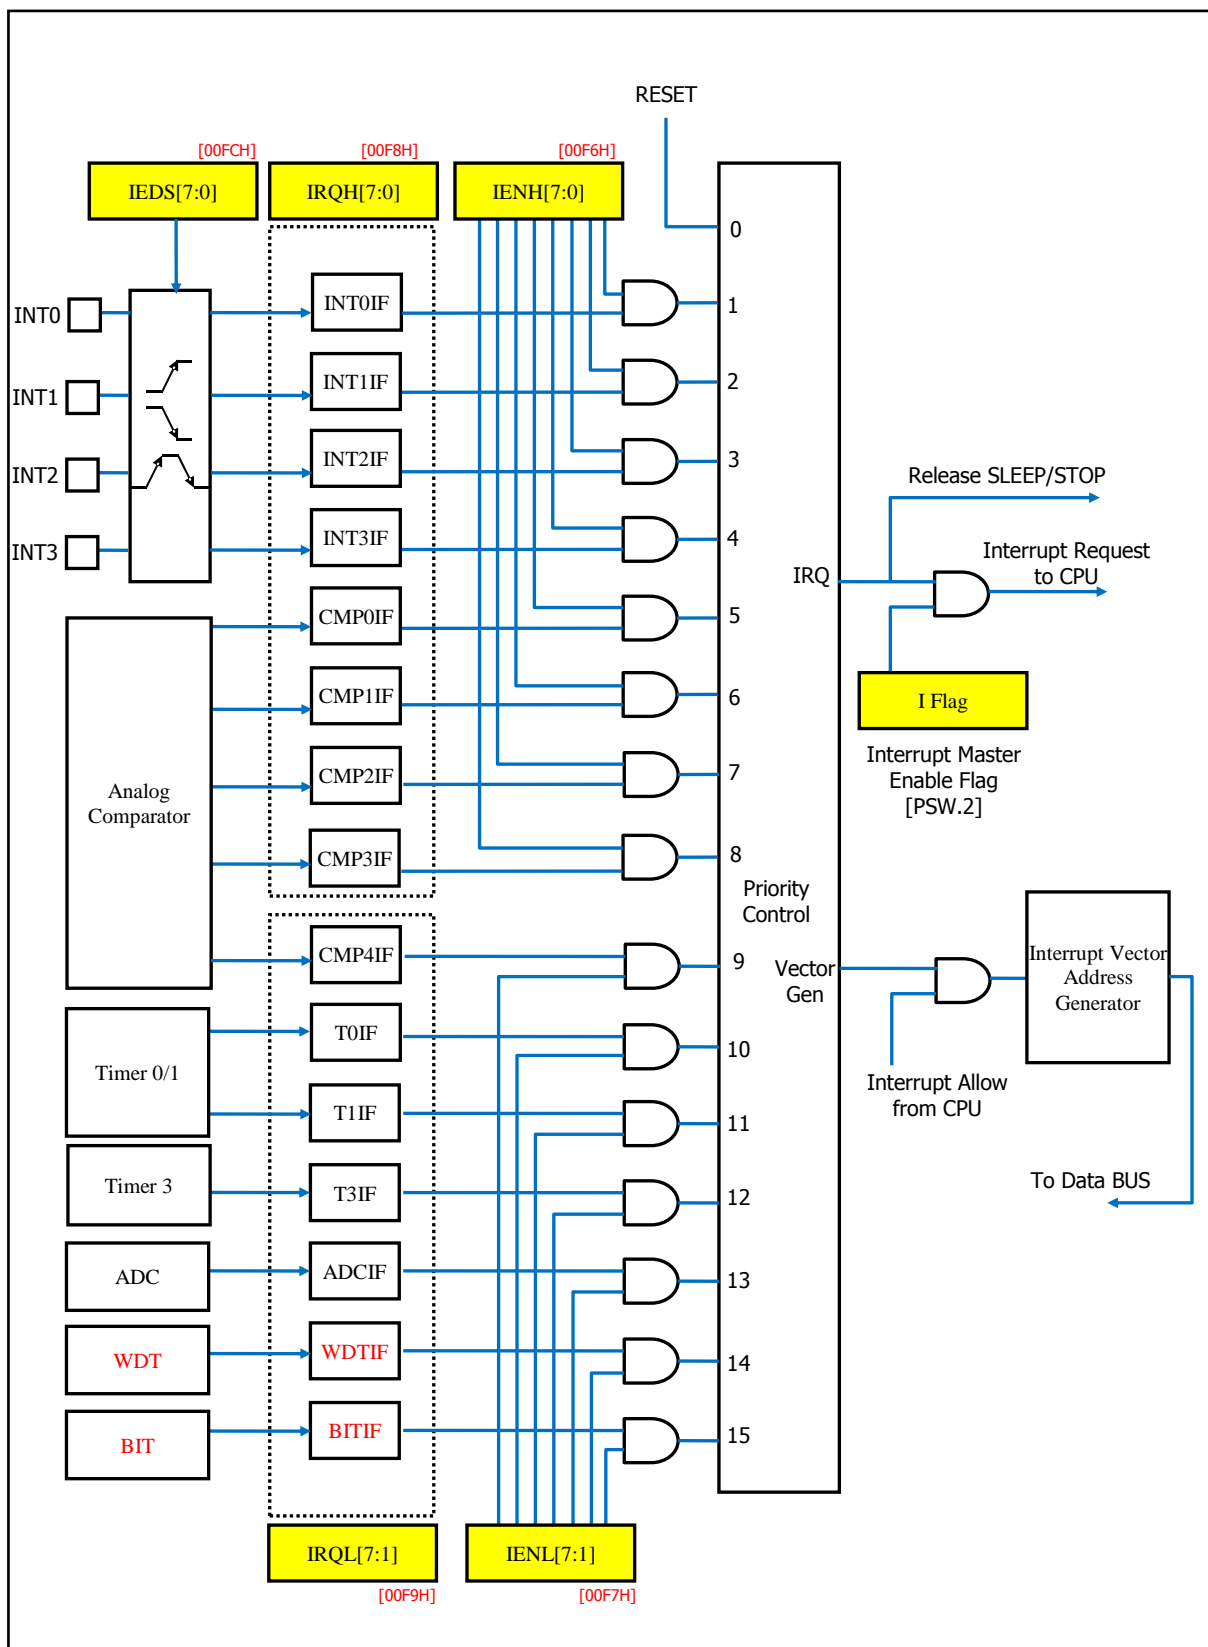 RESET
[00FCH]
[00F8H]
[00F6H]
IEDS[7:0]
IRQH[7:0]
IENH[7:0]
0
INT0
INT0IF
1
INT1
INT1IF
2
INT2
INT2IF
3
INT3
INT3IF
4
Release SLEEP/STOP
IRQ
Interrupt Request
to CPU
CMP0IF
5
CMP1IF
6
I Flag
Interrupt Master
Enable Flag
[PSW.2]
Analog
Comparator
CMP2IF
7
CMP3IF
8
Priority
Control
CMP4IF
9
Vector
Gen
Interrupt Vector
Address
Generator
Timer 0/1
T0IF
10
Interrupt Allow
from CPU
T1IF
11
Timer 3
T3IF
12
To Data BUS
ADC
ADCIF
13
WDT
WDTIF
14
BIT
BITIF
15
IRQL[7:1]
IENL[7:1]
[00F9H]
[00F7H]